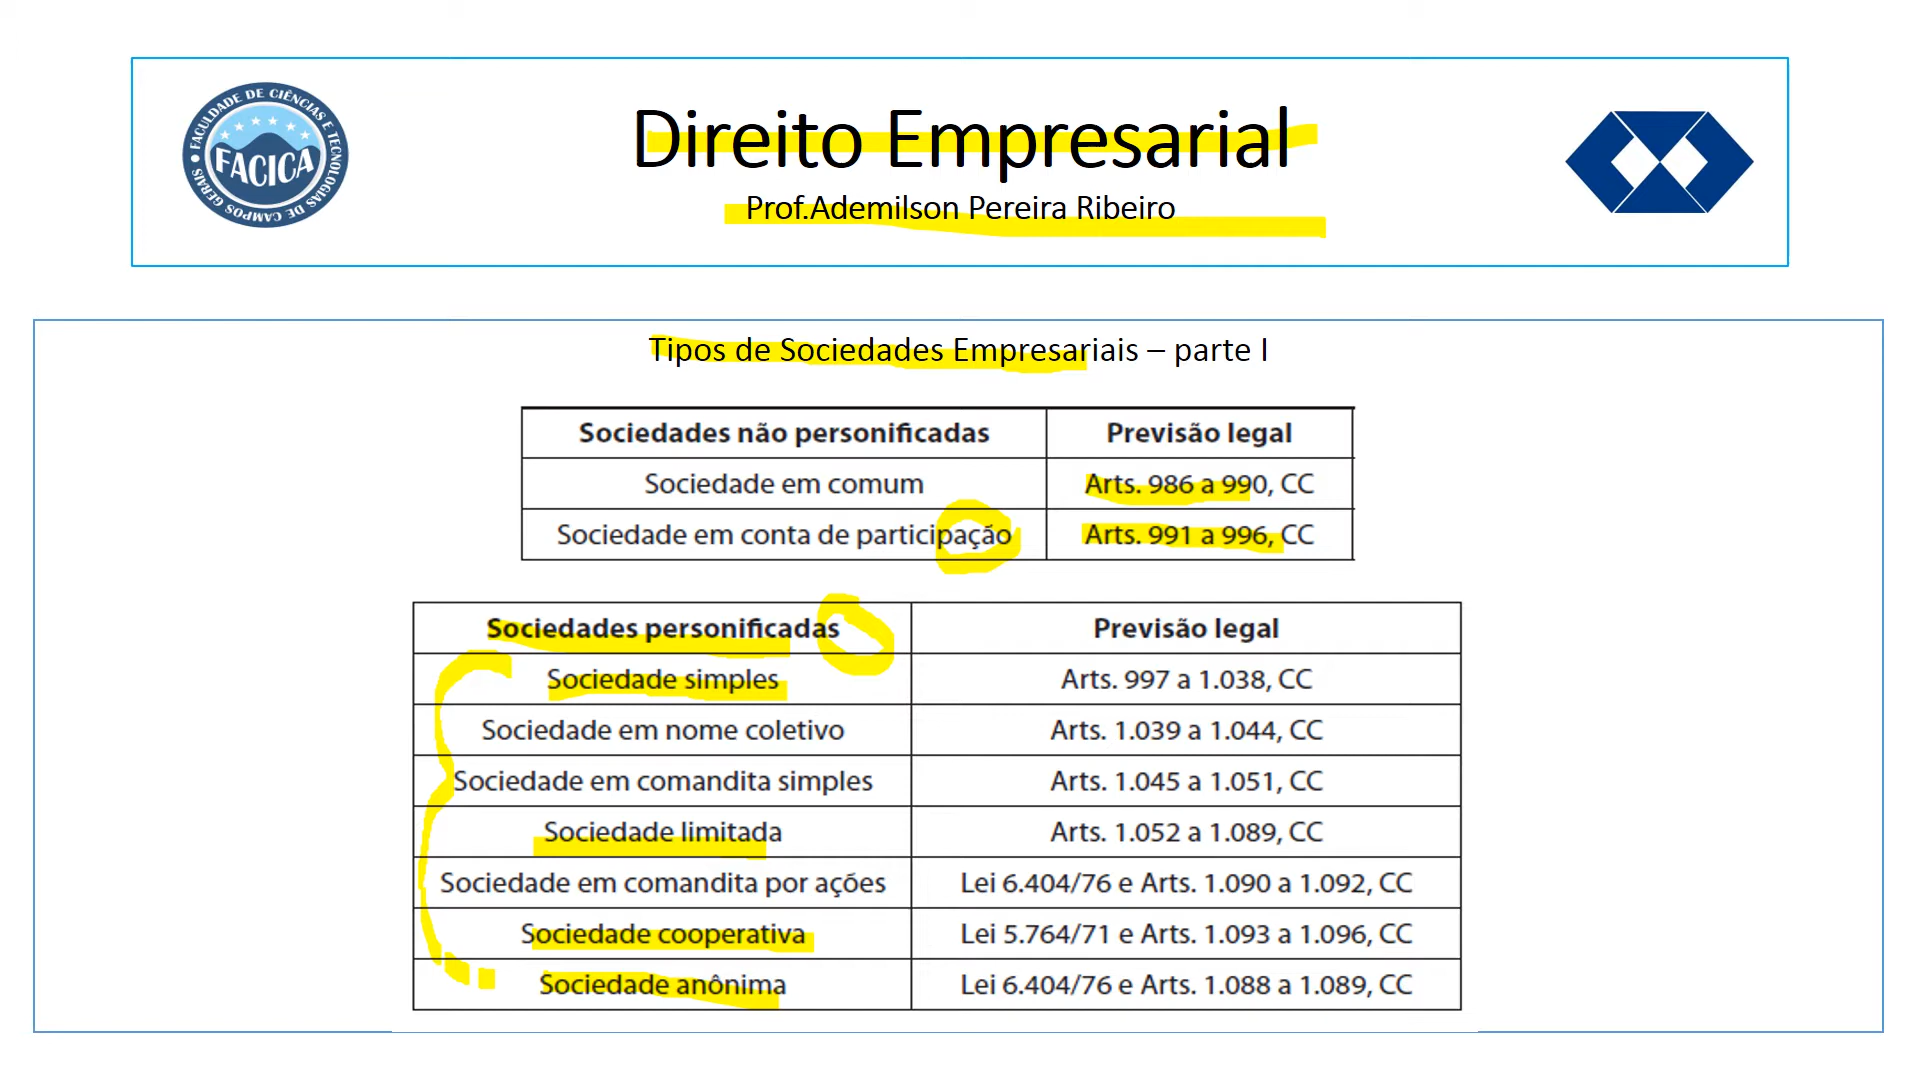 FACULDADE DE CIÊNCIAS E TECNOLOGIAS DE CAMPOS GERAIS
FACICA
Direito Empresarial
Prof.Ademilson Pereira Ribeiro
Tipos de Sociedades Empresariais – parte I
Sociedades não personificadas Previsão legal
Sociedade em comum Arts. 986 a 990, CC
Sociedade em conta de participação Arts. 991 a 996, CC
Sociedades personificadas Previsão legal
Sociedade simples Arts. 997 a 1.038, CC
Sociedade em nome coletivo Arts. 1.039 a 1.044, CC
Sociedade em comandita simples Arts. 1.045 a 1.051, CC
Sociedade limitada Arts. 1.052 a 1.089, CC
Sociedade em comandita por ações Lei 6.404/76 e Arts. 1.090 a 1.092, CC
Sociedade cooperativa Lei 5.764/71 e Arts. 1.093 a 1.096, CC
Sociedade anônima Lei 6.404/76 e Arts. 1.088 a 1.089, CC